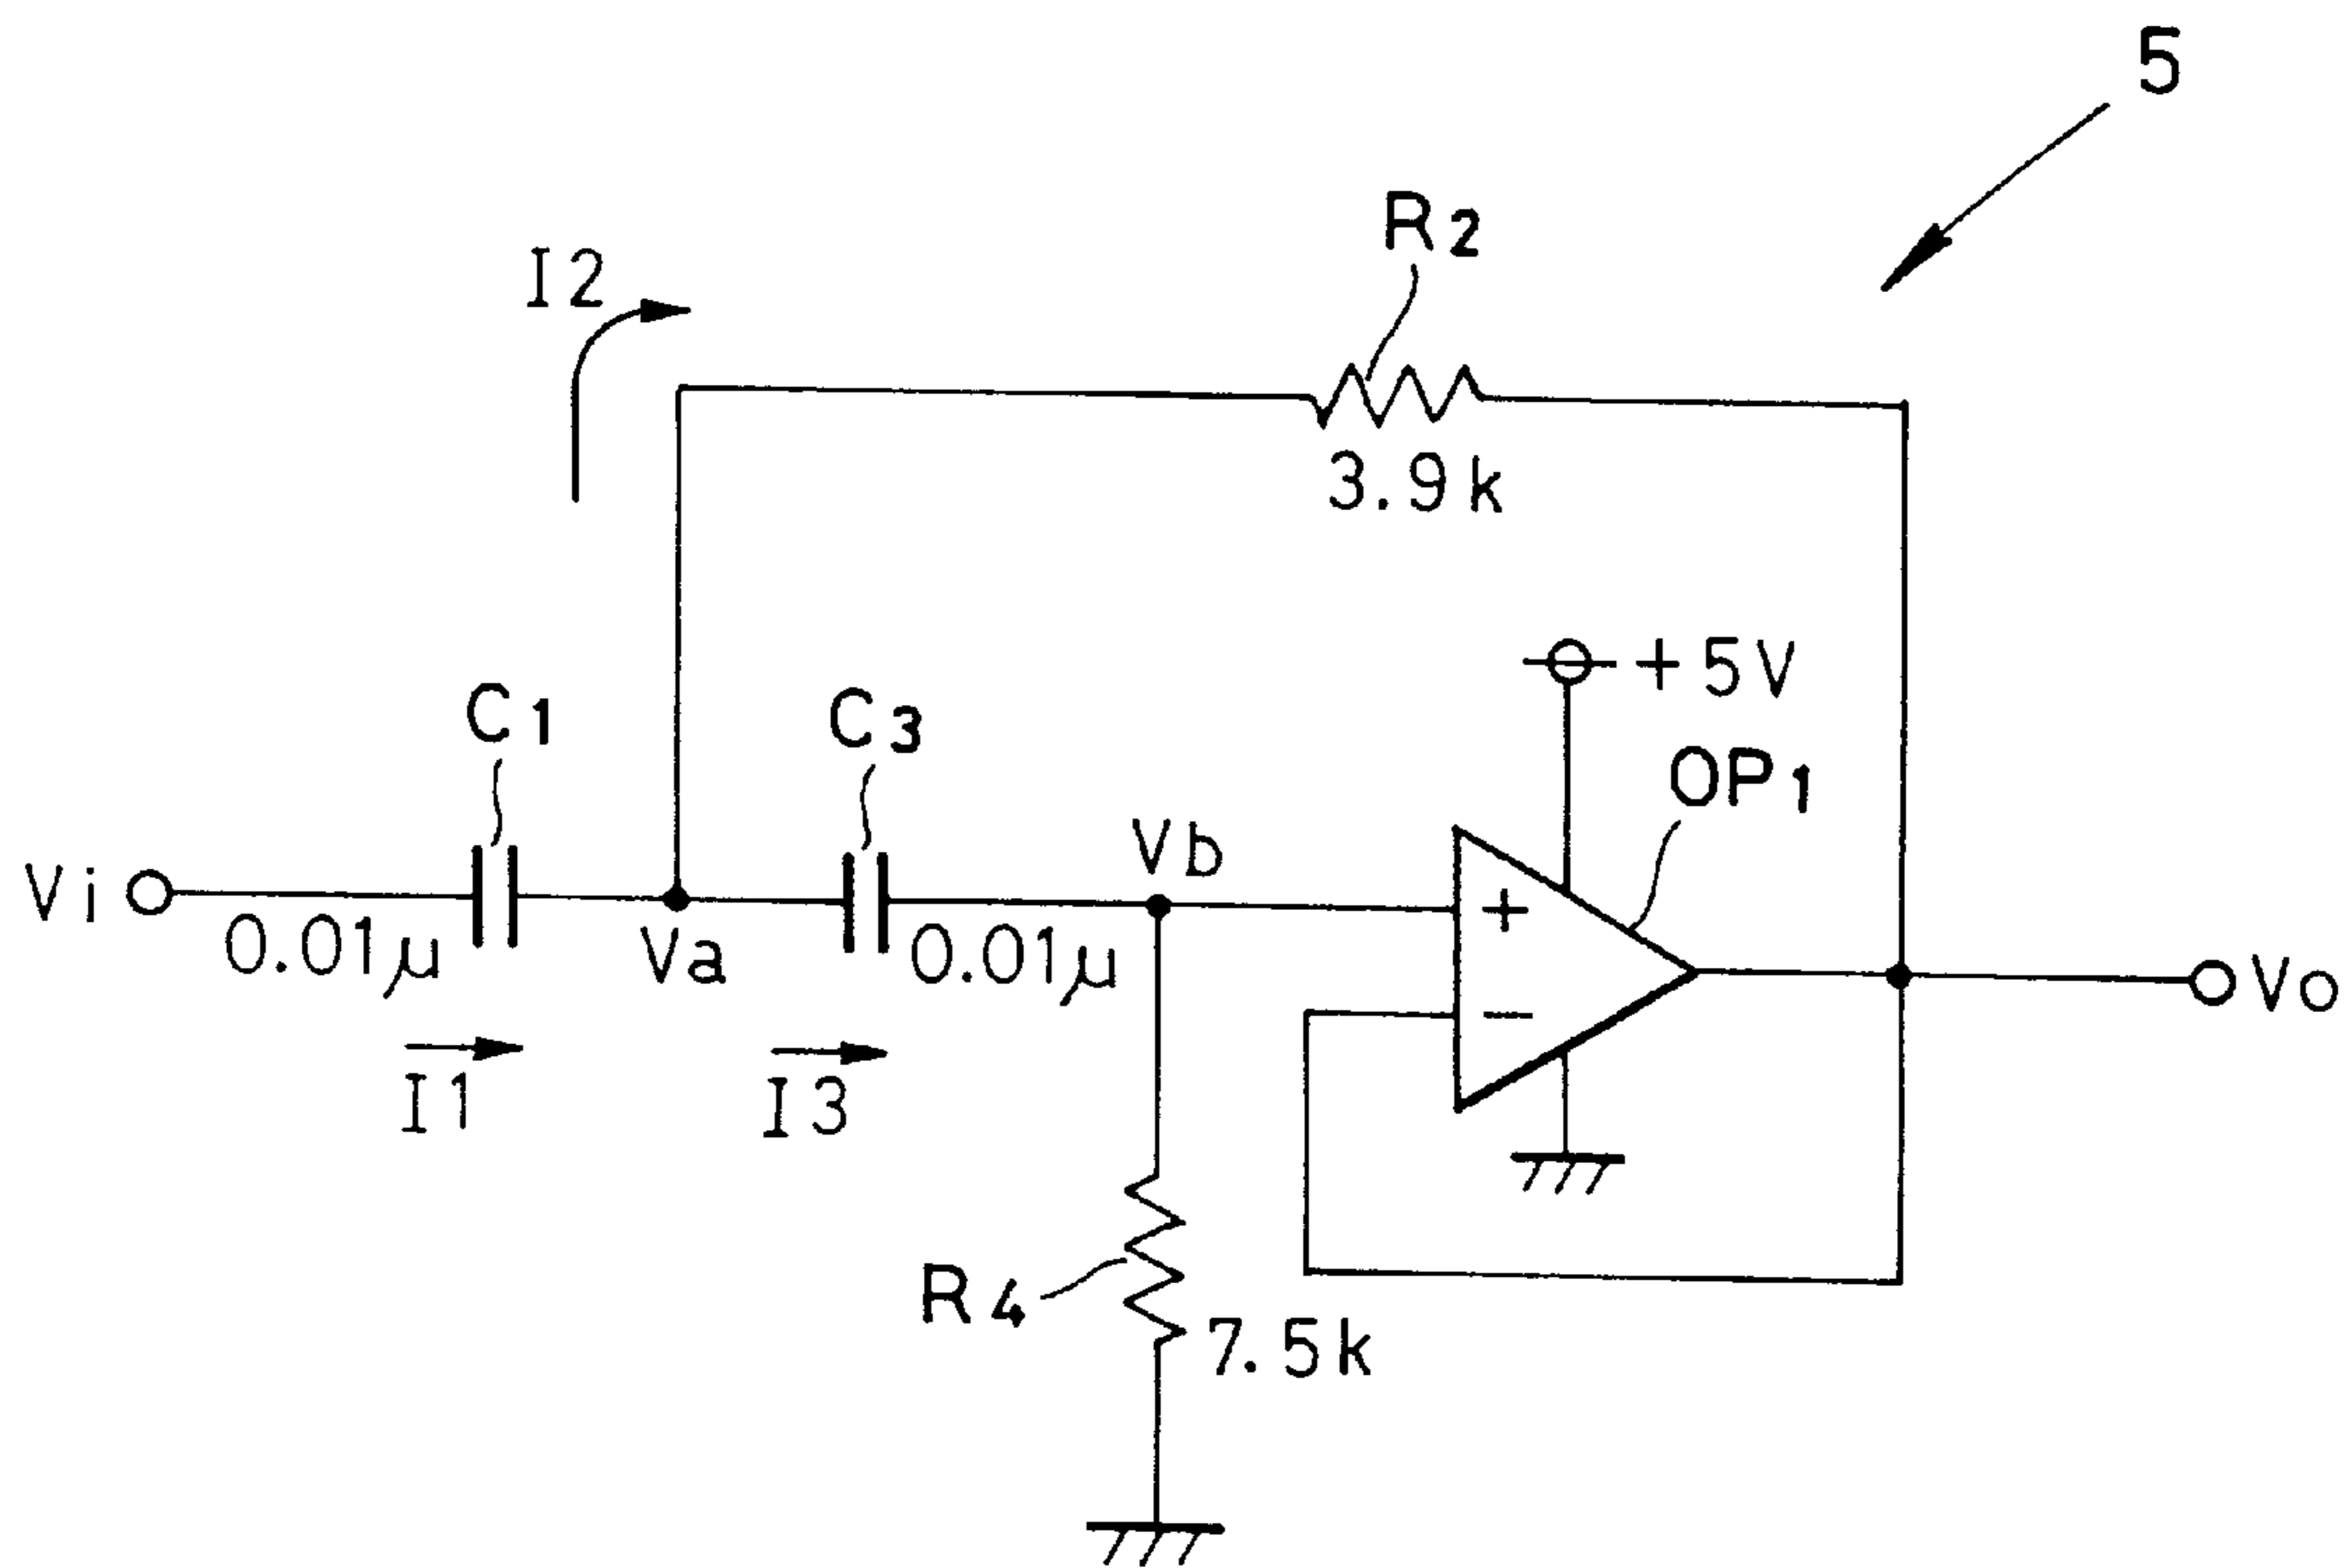 5
R2
I2
3.9k
+5V
C1
C3
OP1
Vb
Vi
0.01μ
Va
0.01μ
+
−
Vo
I1
I3
R4
7.5k